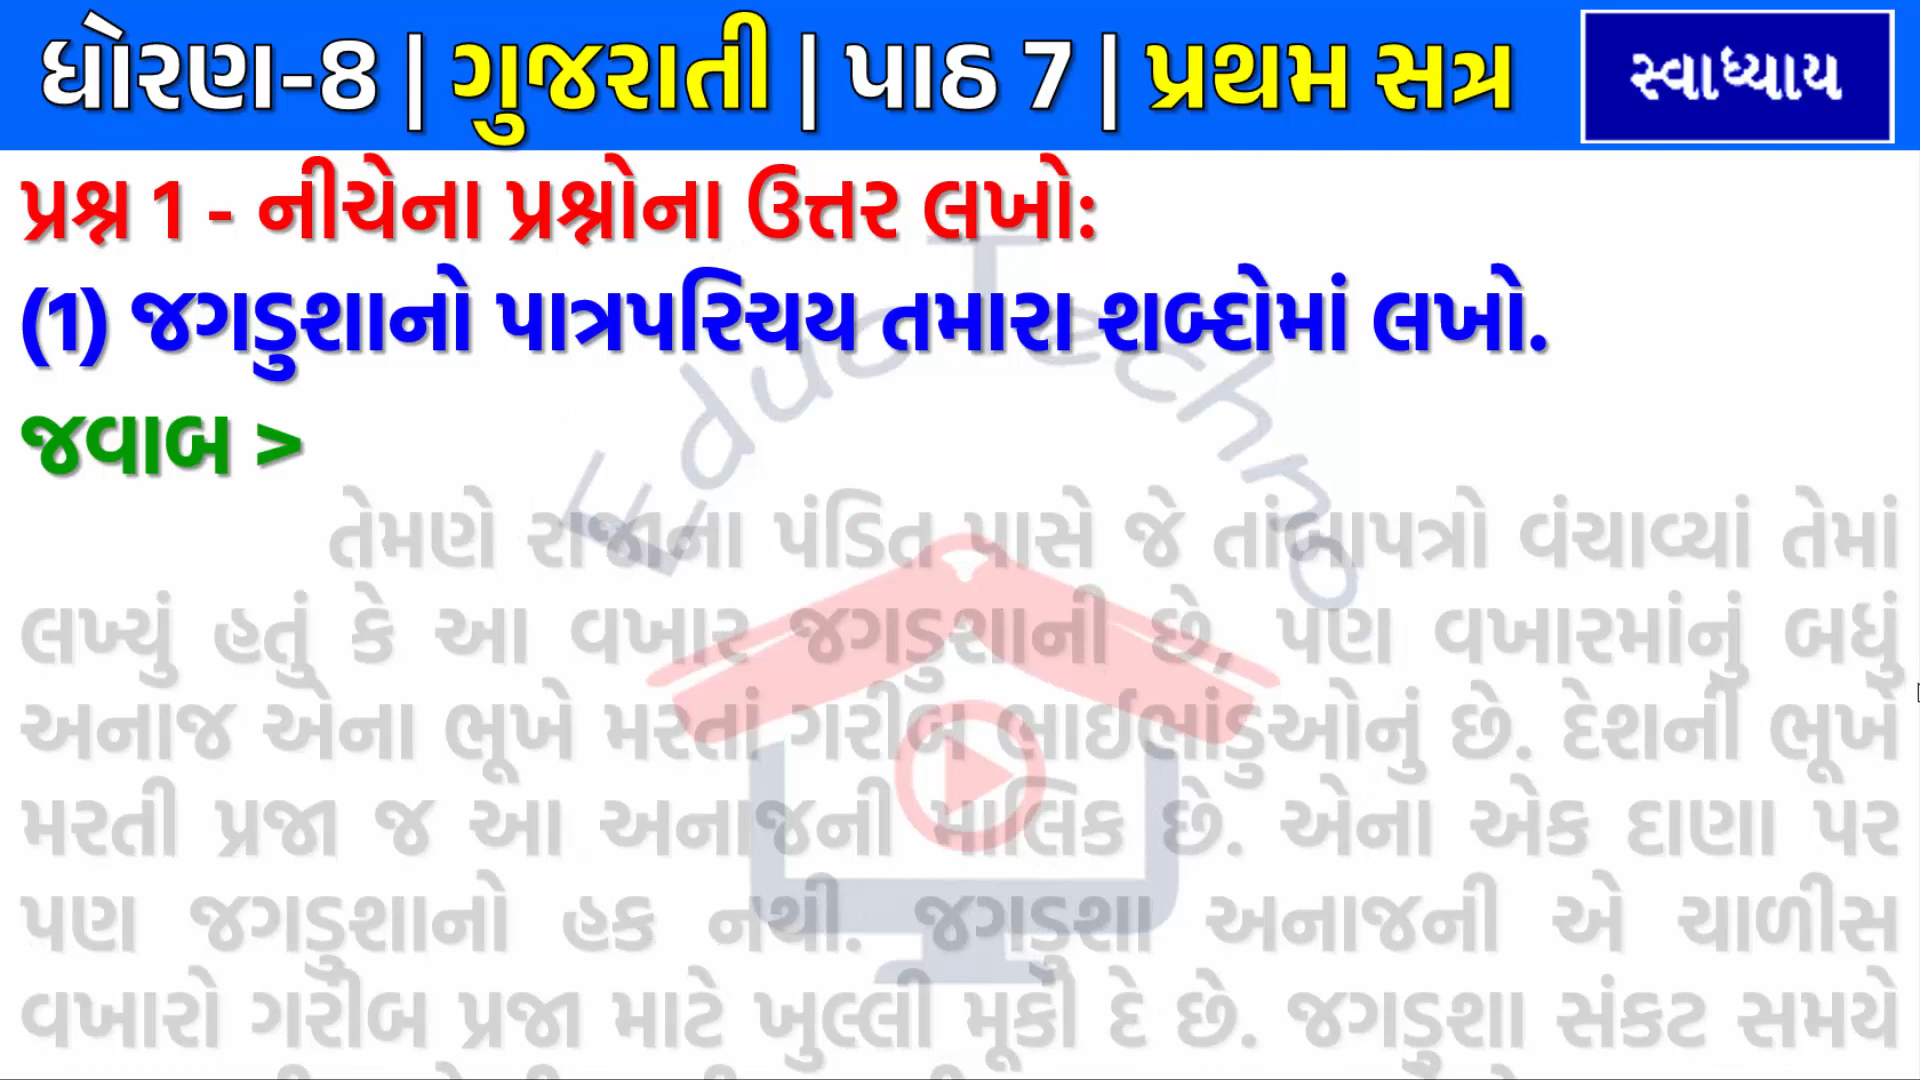 ધોરણ-8 | ગુજરાતી | પાઠ 7 | પ્રથમ સત્ર
સ્વાધ્યાય
પ્રશ્ન 1 - નીચેના પ્રશ્નોના ઉત્તર લખો:
(1) જગડુશાનો પાત્રપરિચય તમારા શબ્દોમાં લખો.
જવાબ >
EduoTechno
તેમણે રાજાના પંડિત પાસે જે તાંબાપત્રો વંચાવ્યાં તેમાં
લખ્યું હતું કે આ વખાર જગડુશાની છે, પણ વખારમાંનું બધું
અનાજ એના ભૂખે મરતાં ગરીબ ભાઈભાંડુઓનું છે. દેશની ભૂખે
મરતી પ્રજા જ આ અનાજની માલિક છે. એના એક દાણા પર
પણ જગડુશાનો હક નથી. જગડુશા અનાજની એ ચાળીસ
વખારો ગરીબ પ્રજા માટે ખુલ્લી મૂકી દે છે. જગડુશા સંકટ સમયે